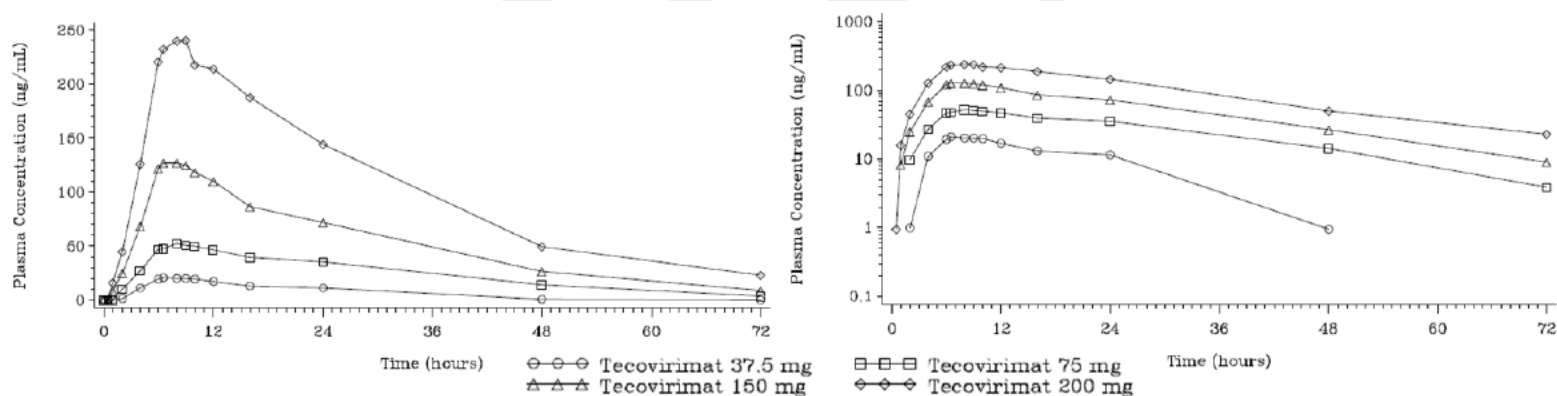 Plasma Concentration (ng/mL)
250
200
150
100
50
0
0 12 24 36 48 60 72
Time (hours)
Plasma Concentration (ng/mL)
1000
100
10
1
0.1
0 12 24 36 48 60 72
Time (hours)
Tecovirimat 37.5 mg
Tecovirimat 75 mg
Tecovirimat 150 mg
Tecovirimat 200 mg